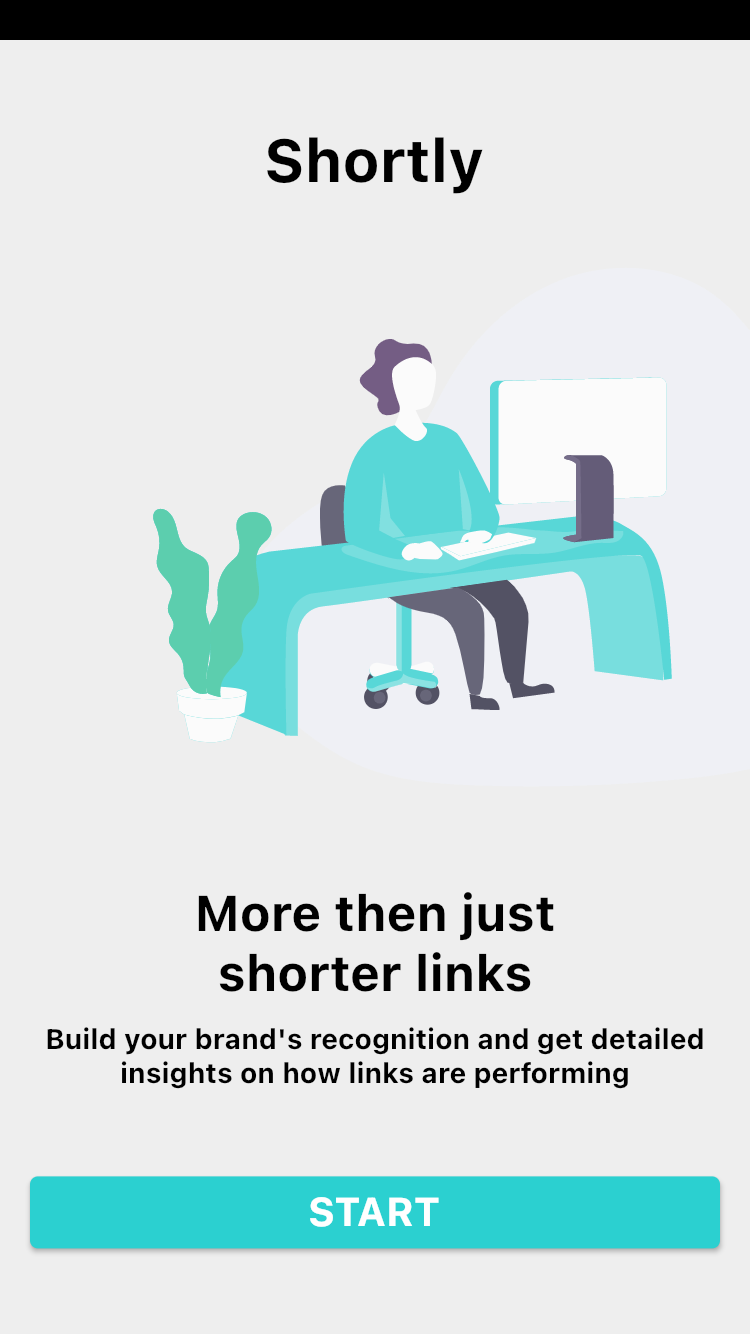 Shortly
More then just
shorter links
Build your brand's recognition and get detailed
insights on how links are performing
START